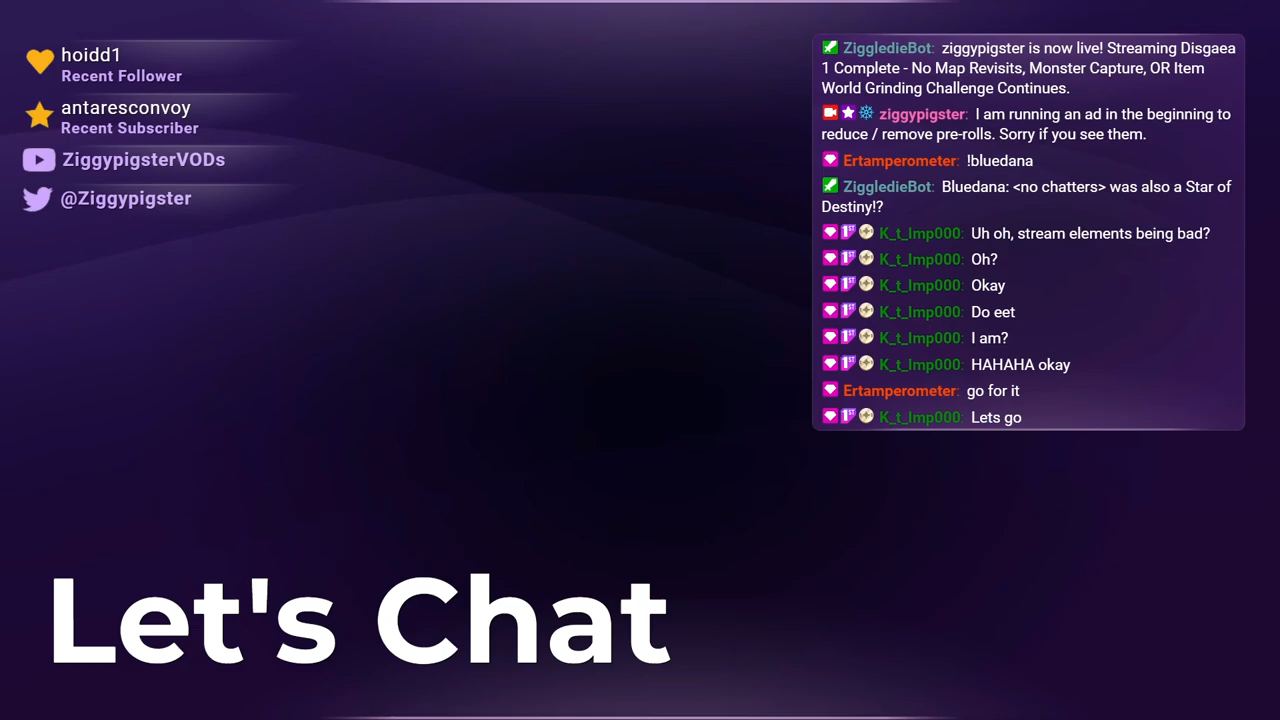 hoidd1
Recent Follower
antaresconvoy
Recent Subscriber
ZiggypigsterVODs
@Ziggypigster
ZiggledieBot: ziggypigster is now live! Streaming Disgaea
1 Complete - No Map Revisits, Monster Capture, OR Item
World Grinding Challenge Continues.
ziggypigster: I am running an ad in the beginning to
reduce / remove pre-rolls. Sorry if you see them.
Ertamperometer: !bluedana
ZiggledieBot: Bluedana: <no chatters> was also a Star of
Destiny!?
K_t_Imp000: Uh oh, stream elements being bad?
K_t_Imp000: Oh?
K_t_Imp000: Okay
K_t_Imp000: Do eet
K_t_Imp000: I am?
K_t_Imp000: HAHAHA okay
Ertamperometer: go for it
K_t_Imp000: Lets go
Let's Chat